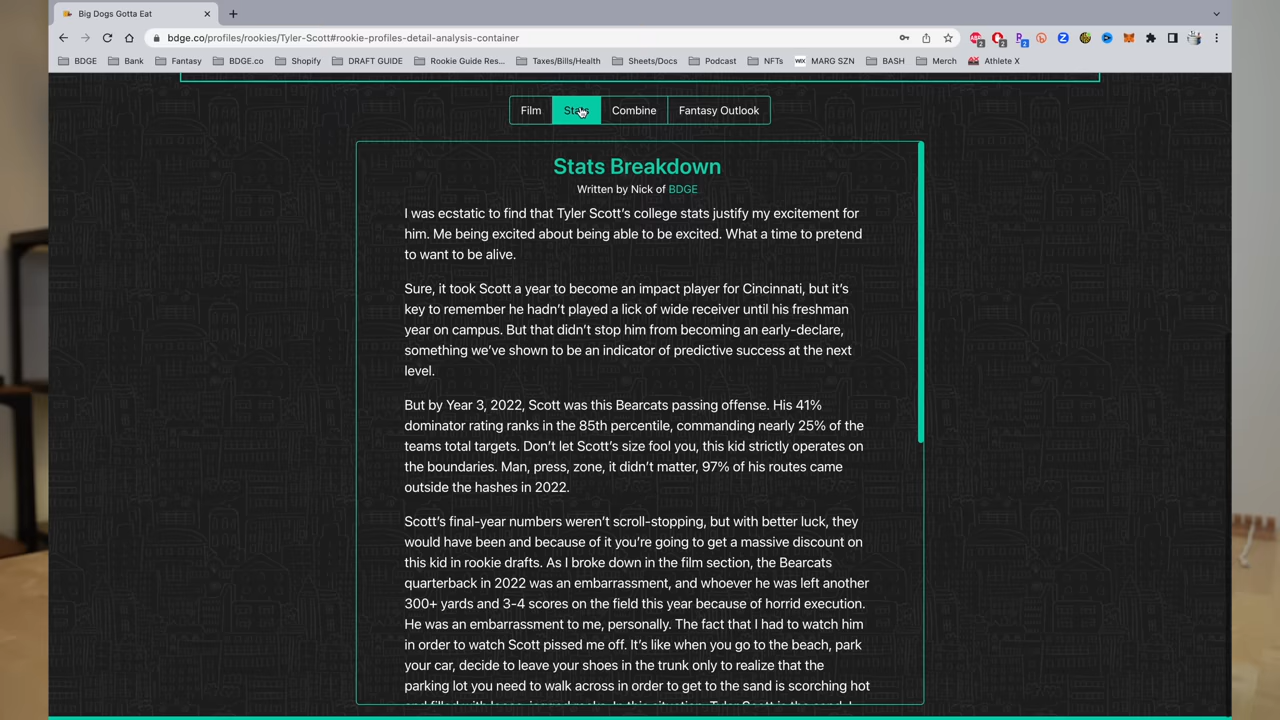 Big Dogs Gotta Eat
bdge.co/profiles/rookies/Tyler-Scott#rookie-profiles-detail-analysis-container
BDGE
Bank
Fantasy
BDGE.co
Shopify
DRAFT GUIDE
Rookie Guide Res...
Taxes/Bills/Health
Sheets/Docs
Podcast
NFTs
WIX
MARG SZN
BASH
Merch
Athlete X
Film
Stats
Combine
Fantasy Outlook
Stats Breakdown
Written by Nick of BDGE
I was ecstatic to find that Tyler Scott's college stats justify my excitement for
him. Me being excited about being able to be excited. What a time to pretend
to want to be alive.
Sure, it took Scott a year to become an impact player for Cincinnati, but it's
key to remember he hadn't played a lick of wide receiver until his freshman
year on campus. But that didn't stop him from becoming an early-declare,
something we've shown to be an indicator of predictive success at the next
level.
But by Year 3, 2022, Scott was this Bearcats passing offense. His 41%
dominator rating ranks in the 85th percentile, commanding nearly 25% of the
teams total targets. Don't let Scott's size fool you, this kid strictly operates on
the boundaries. Man, press, zone, it didn't matter, 97% of his routes came
outside the hashes in 2022.
Scott's final-year numbers weren't scroll-stopping, but with better luck, they
would have been and because of it you're going to get a massive discount on
this kid in rookie drafts. As I broke down in the film section, the Bearcats
quarterback in 2022 was an embarrassment, and whoever he was left another
300+ yards and 3-4 scores on the field this year because of horrid execution.
He was an embarrassment to me, personally. The fact that I had to watch him
in order to watch Scott pissed me off. It's like when you go to the beach, park
your car, decide to leave your shoes in the trunk only to realize that the
parking lot you need to walk across in order to get to the sand is scorching hot